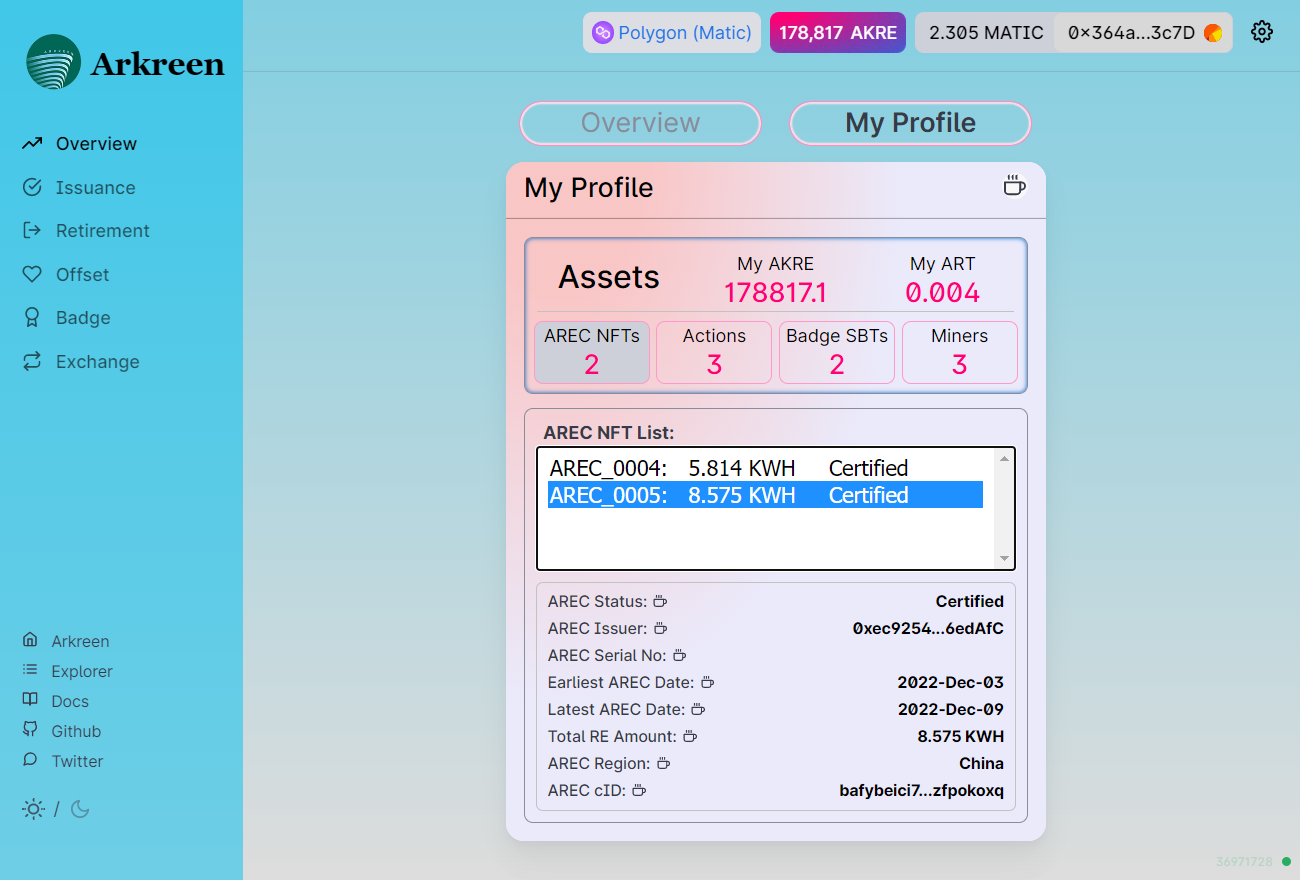 Arkreen
Polygon (Matic)
178,817 AKRE
2.305 MATIC
0x364a...3c7D
Overview
Issuance
Retirement
Offset
Badge
Exchange
Arkreen
Explorer
Docs
Github
Twitter
/
Overview
My Profile
My Profile
Assets
My AKRE
178817.1
My ART
0.004
AREC NFTs
2
Actions
3
Badge SBTs
2
Miners
3
AREC NFT List:
AREC_0004: 5.814 KWH Certified
AREC_0005: 8.575 KWH Certified
AREC Status: Certified
AREC Issuer: 0xec9254...6edAfC
AREC Serial No:
Earliest AREC Date: 2022-Dec-03
Latest AREC Date: 2022-Dec-09
Total RE Amount: 8.575 KWH
AREC Region: China
AREC cID: bafybeici7...zfpokoxq
36971728